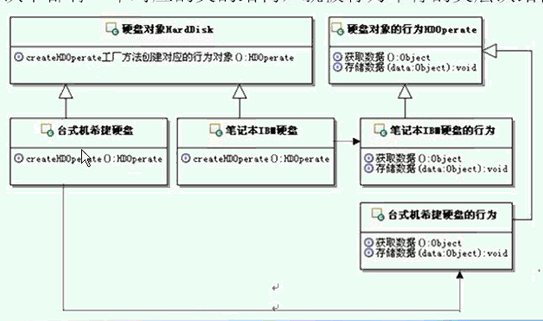 硬盘对象HardDisk
createHDOperate工厂方法创建对应的行为对象():HDOperate
硬盘对象的行为HDOperate
获取数据():Object
存储数据(data:Object):void
台式机希捷硬盘
createHDOperate():HDOperate
笔记本IBM硬盘
createHDOperate():HDOperate
笔记本IBM硬盘的行为
获取数据():Object
存储数据(data:Object):void
台式机希捷硬盘的行为
获取数据():Object
存储数据(data:Object):void